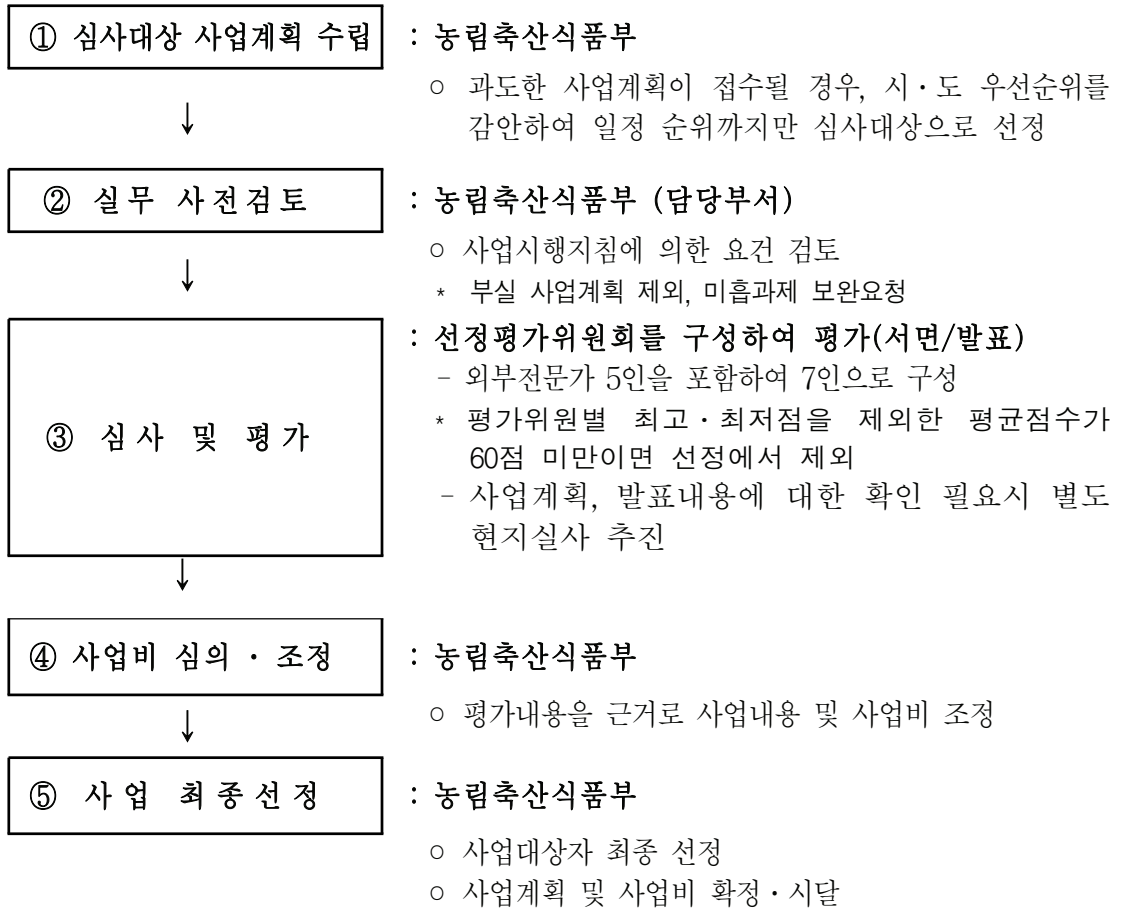 ① 심사대상 사업계획 수립 : 농림축산식품부
○ 과도한 사업계획이 접수될 경우, 시·도 우선순위를
감안하여 일정 순위까지만 심사대상으로 선정
↓
② 실무 사전검토 : 농림축산식품부 (담당부서)
○ 사업시행지침에 의한 요건 검토
* 부실 사업계획 제외, 미흡과제 보완요청
↓
③ 심사 및 평가 : 선정평가위원회를 구성하여 평가(서면/발표)
- 외부전문가 5인을 포함하여 7인으로 구성
* 평가위원별 최고·최저점을 제외한 평균점수가
60점 미만이면 선정에서 제외
- 사업계획, 발표내용에 대한 확인 필요시 별도
현지실사 추진
↓
④ 사업비 심의·조정 : 농림축산식품부
○ 평가내용을 근거로 사업내용 및 사업비 조정
↓
⑤ 사업 최종선정 : 농림축산식품부
○ 사업대상자 최종 선정
○ 사업계획 및 사업비 확정·시달